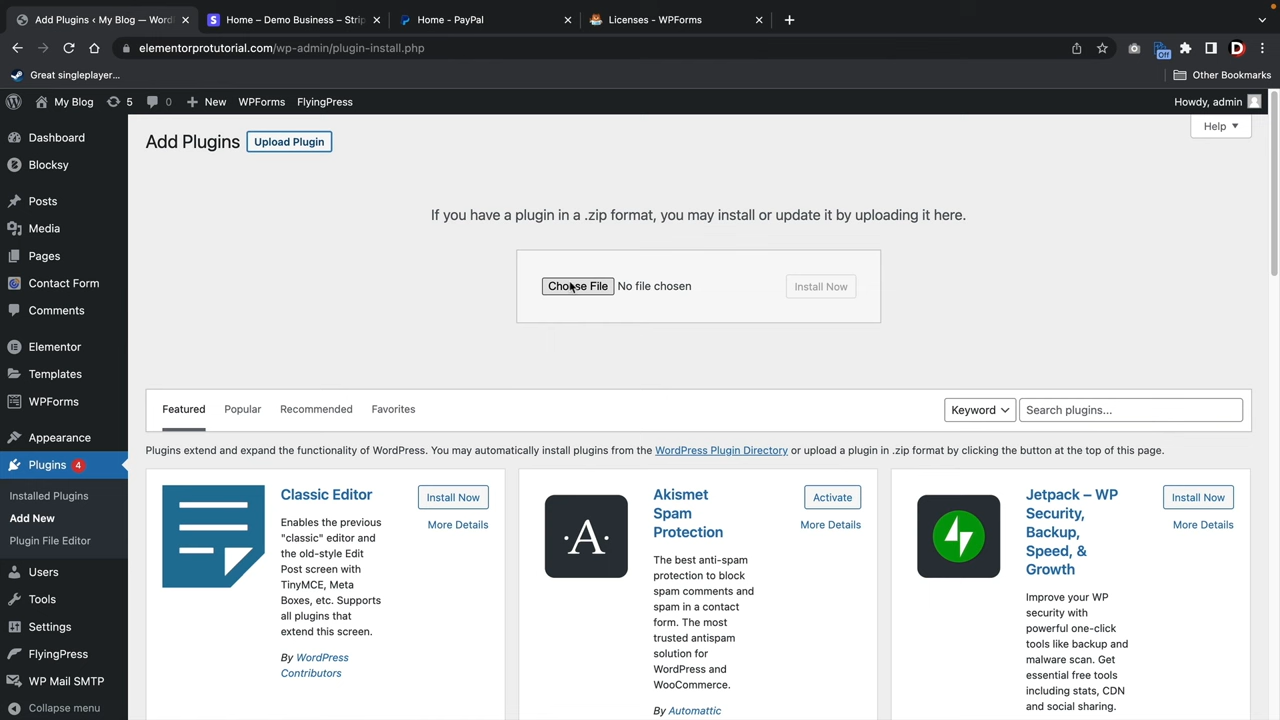 Add Plugins ‹ My Blog — Word
Home – Demo Business – Strip
Home - PayPal
Licenses - WPForms
elementorprotutorial.com/wp-admin/plugin-install.php
Off
D
Great singleplayer...
Other Bookmarks
My Blog
5
0
New
WPForms
FlyingPress
Howdy, admin
Dashboard
Blocksy
Posts
Media
Pages
Contact Form
Comments
Elementor
Templates
WPForms
Appearance
Plugins 4
Installed Plugins
Add New
Plugin File Editor
Users
Tools
Settings
FlyingPress
WP Mail SMTP
Collapse menu
Add Plugins
Upload Plugin
Help
If you have a plugin in a .zip format, you may install or update it by uploading it here.
Choose File No file chosen
Install Now
Featured
Popular
Recommended
Favorites
Keyword
Search plugins...
Plugins extend and expand the functionality of WordPress. You may automatically install plugins from the WordPress Plugin Directory or upload a plugin in .zip format by clicking the button at the top of this page.
Classic Editor
Install Now
More Details
Enables the previous
"classic" editor and
the old-style Edit
Post screen with
TinyMCE, Meta
Boxes, etc. Supports
all plugins that
extend this screen.
By WordPress
Contributors
·A·
Akismet
Spam
Protection
Activate
More Details
The best anti-spam
protection to block
spam comments and
spam in a contact
form. The most
trusted antispam
solution for
WordPress and
WooCommerce.
By Automattic
Jetpack – WP
Security,
Backup,
Speed, &
Growth
Install Now
More Details
Improve your WP
security with
powerful one-click
tools like backup and
malware scan. Get
essential free tools
including stats, CDN
and social sharing.